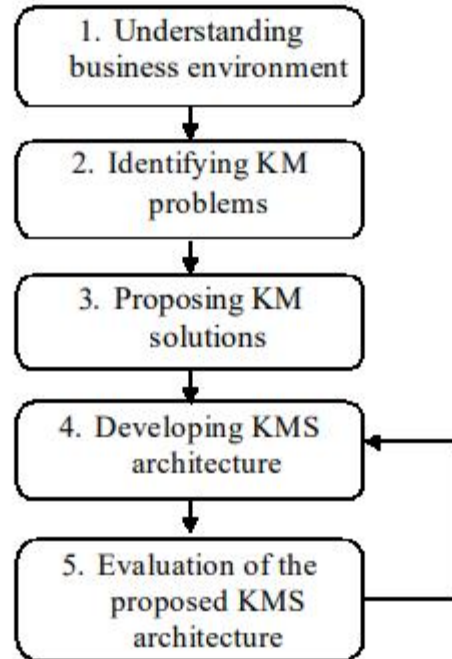 1. Understanding
business environment
2. Identifying KM
problems
3. Proposing KM
solutions
4. Developing KMS
architecture
5. Evaluation of the
proposed KMS
architecture